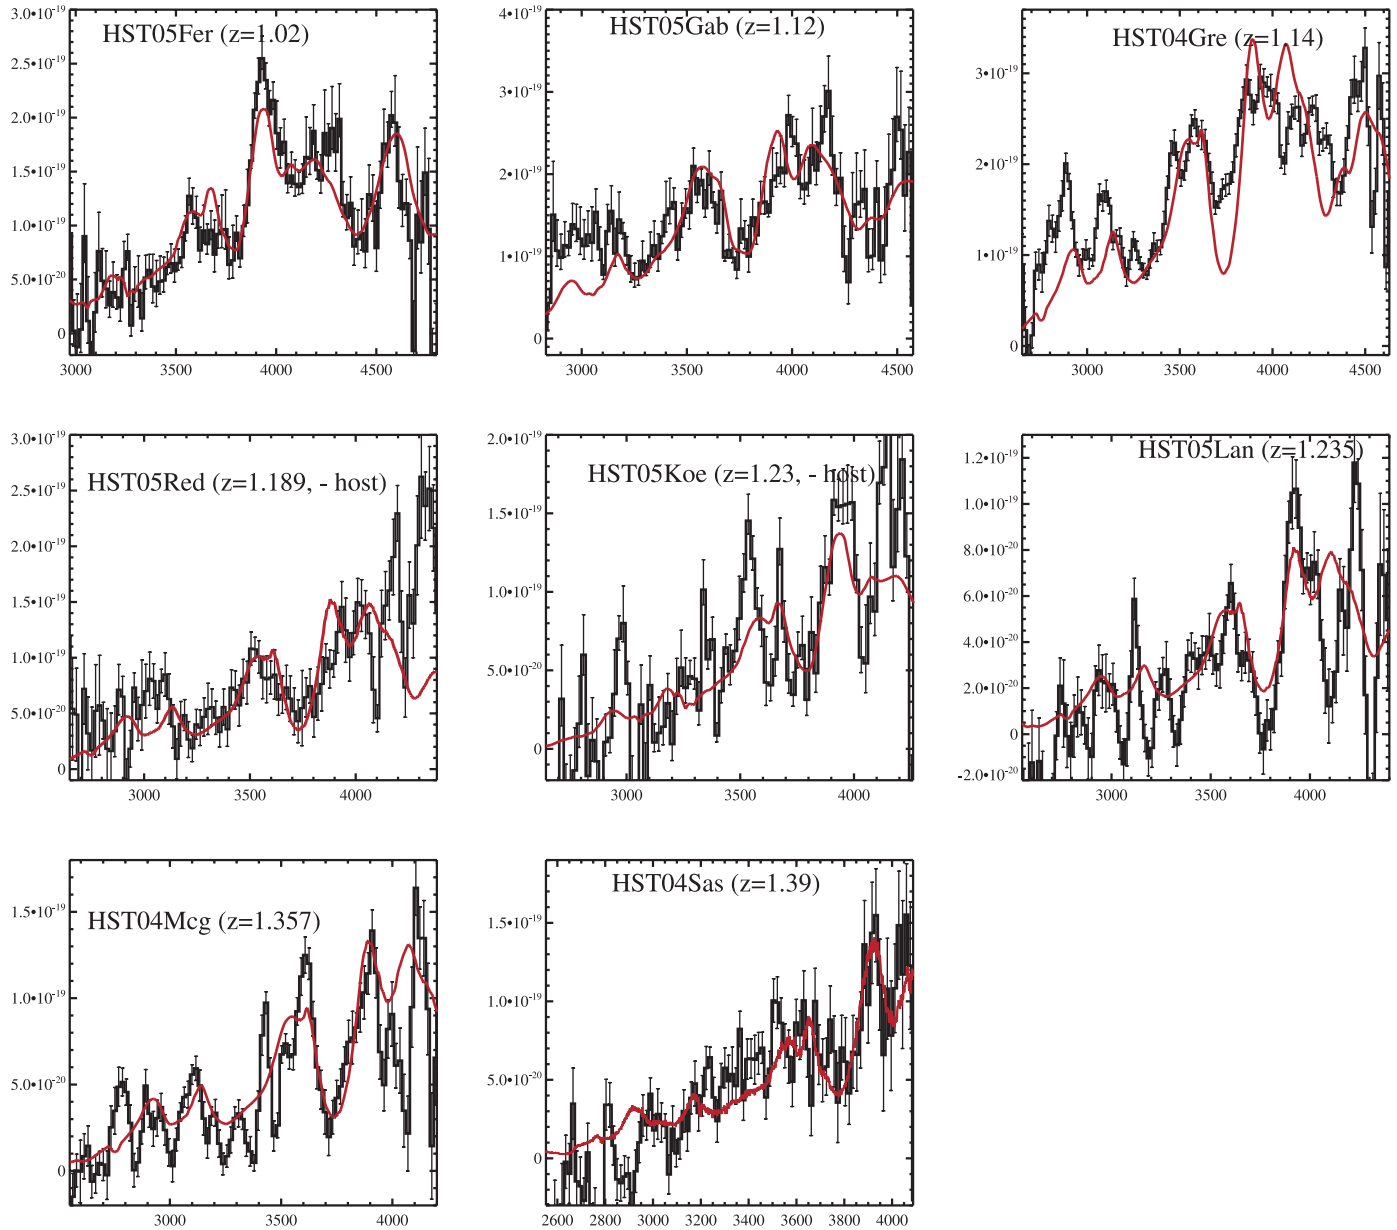 HST05Fer (z=1.02)
3.0•10⁻¹⁹
2.5•10⁻¹⁹
2.0•10⁻¹⁹
1.5•10⁻¹⁹
1.0•10⁻¹⁹
5.0•10⁻²⁰
0
3000 3500 4000 4500
HST05Gab (z=1.12)
4•10⁻¹⁹
3•10⁻¹⁹
2•10⁻¹⁹
1•10⁻¹⁹
0
3000 3500 4000 4500
HST04Gre (z=1.14)
3•10⁻¹⁹
2•10⁻¹⁹
1•10⁻¹⁹
0
3000 3500 4000 4500
HST05Red (z=1.189, - host)
3.0•10⁻¹⁹
2.5•10⁻¹⁹
2.0•10⁻¹⁹
1.5•10⁻¹⁹
1.0•10⁻¹⁹
5.0•10⁻²⁰
0
3000 3500 4000
HST05Koe (z=1.23, - host)
2.0•10⁻¹⁹
1.5•10⁻¹⁹
1.0•10⁻¹⁹
5.0•10⁻²⁰
0
3000 3500 4000
HST05Lan (z=1.235)
1.2•10⁻¹⁹
1.0•10⁻¹⁹
8.0•10⁻²⁰
6.0•10⁻²⁰
4.0•10⁻²⁰
2.0•10⁻²⁰
0
-2.0•10⁻²⁰
3000 3500 4000
HST04Mcg (z=1.357)
1.5•10⁻¹⁹
1.0•10⁻¹⁹
5.0•10⁻²⁰
0
3000 3500 4000
HST04Sas (z=1.39)
1.5•10⁻¹⁹
1.0•10⁻¹⁹
5.0•10⁻²⁰
0
2600 2800 3000 3200 3400 3600 3800 4000